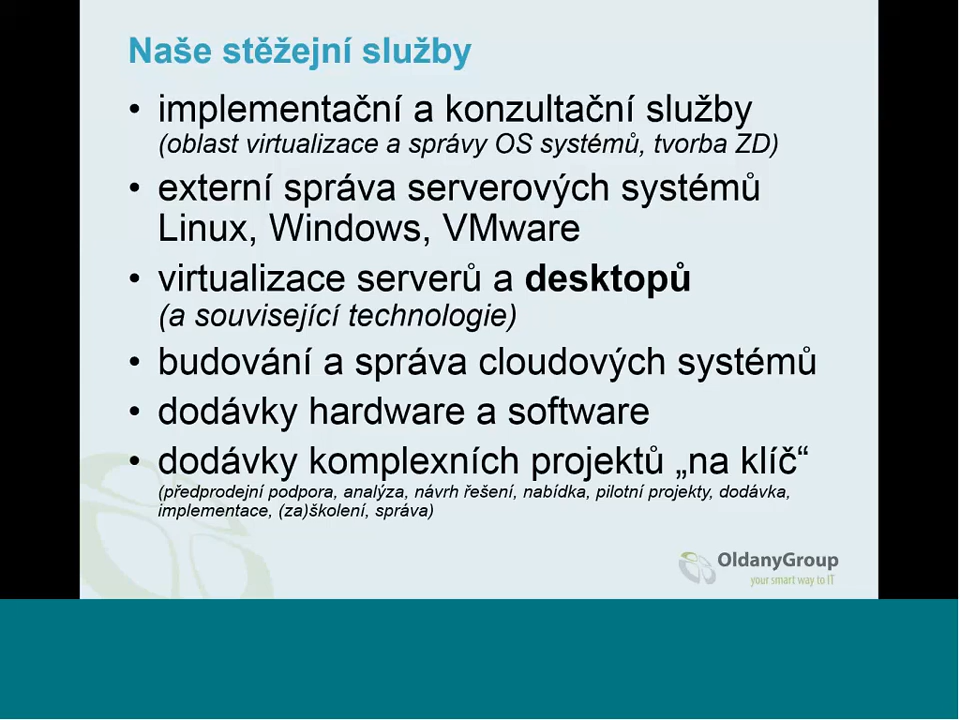 Naše stěžejní služby
• implementační a konzultační služby
(oblast virtualizace a správy OS systémů, tvorba ZD)
• externí správa serverových systémů
Linux, Windows, VMware
• virtualizace serverů a desktopů
(a související technologie)
• budování a správa cloudových systémů
• dodávky hardware a software
• dodávky komplexních projektů „na klíč“
(předprodejní podpora, analýza, návrh řešení, nabídka, pilotní projekty, dodávka,
implementace, (za)školení, správa)
OldanyGroup
your smart way to IT